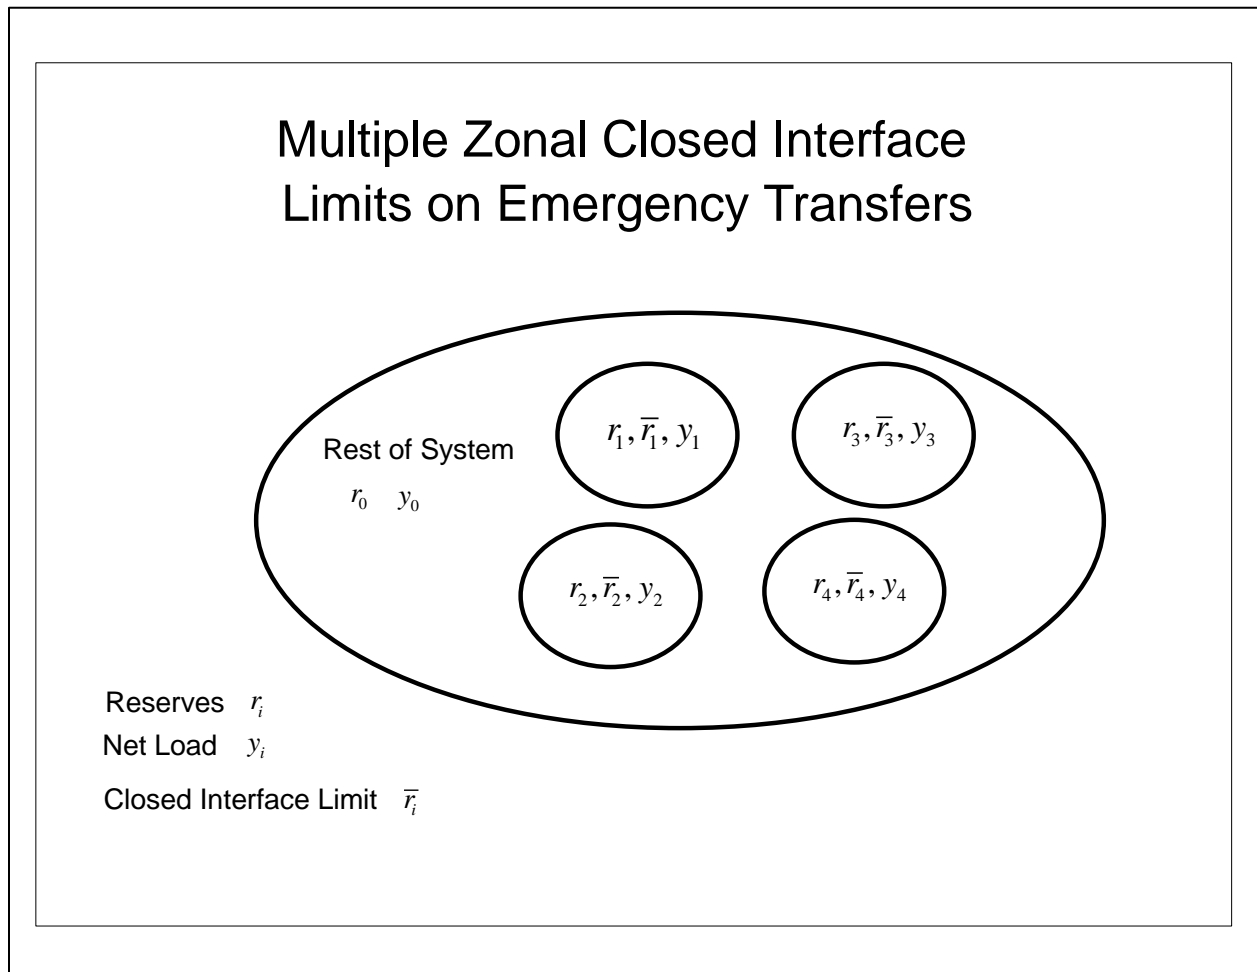 Multiple Zonal Closed Interface
Limits on Emergency Transfers
Rest of System
r₀ y₀
r₁, r̅₁, y₁
r₃, r̅₃, y₃
r₂, r̅₂, y₂
r₄, r̅₄, y₄
Reserves rᵢ
Net Load yᵢ
Closed Interface Limit r̅ᵢ